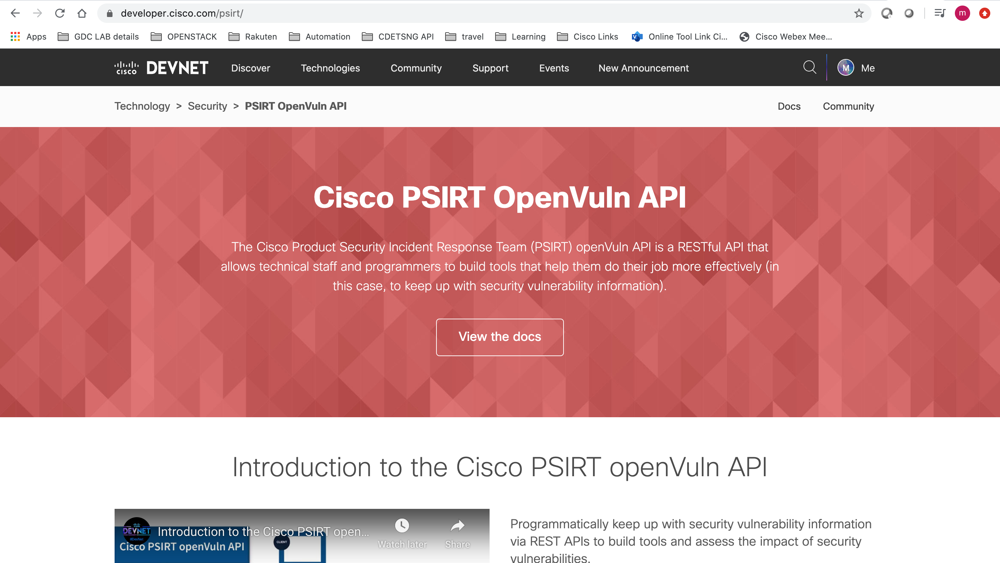 developer.cisco.com/psirt/
m
Apps GDC LAB details OPENSTACK Rakuten Automation CDETSNG API travel Learning Cisco Links Online Tool Link Ci... Cisco Webex Mee...
CISCO DEVNET Discover Technologies Community Support Events New Announcement M Me
Technology > Security > PSIRT OpenVuln API Docs Community
Cisco PSIRT OpenVuln API
The Cisco Product Security Incident Response Team (PSIRT) openVuln API is a RESTful API that
allows technical staff and programmers to build tools that help them do their job more effectively (in
this case, to keep up with security vulnerability information).
View the docs
Introduction to the Cisco PSIRT openVuln API
CISCO
DEVNET
#DevNet
Introduction to the Cisco PSIRT open...
Watch later
Share
Cisco PSIRT openVuln API
CLIENT
Programmatically keep up with security vulnerability information
via REST APIs to build tools and assess the impact of security
vulnerabilities.